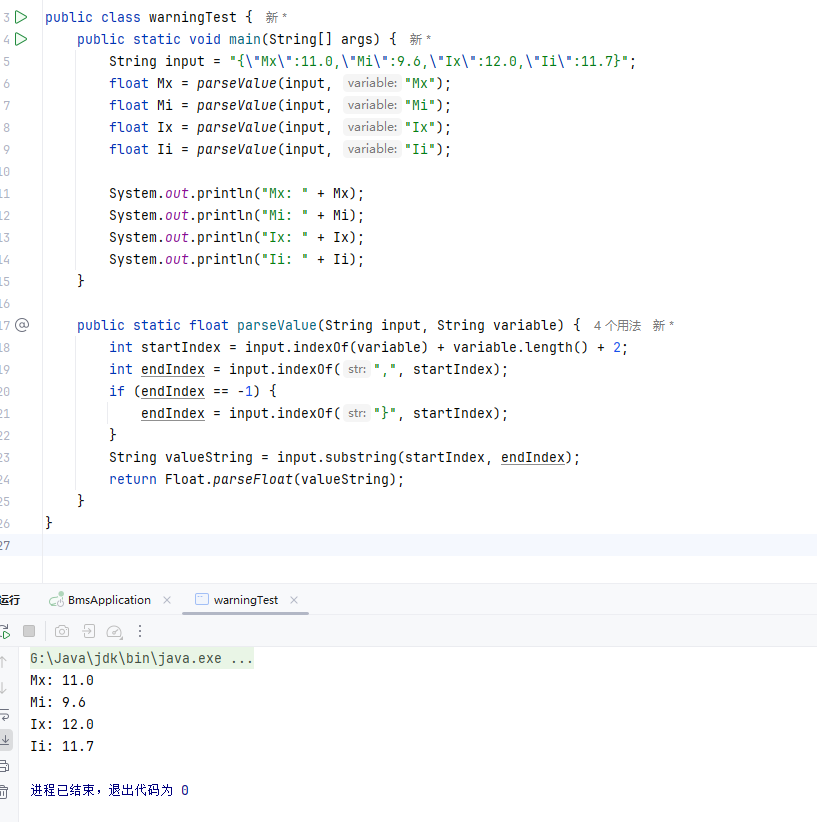 3 public class warningTest { 新 *
4 public static void main(String[] args) { 新 *
5 String input = "{\"Mx\":11.0,\"Mi\":9.6,\"Ix\":12.0,\"Ii\":11.7}";
6 float Mx = parseValue(input, variable: "Mx");
7 float Mi = parseValue(input, variable: "Mi");
8 float Ix = parseValue(input, variable: "Ix");
9 float Ii = parseValue(input, variable: "Ii");
10
11 System.out.println("Mx: " + Mx);
12 System.out.println("Mi: " + Mi);
13 System.out.println("Ix: " + Ix);
14 System.out.println("Ii: " + Ii);
15 }
16
17 @ public static float parseValue(String input, String variable) { 4 个用法 新 *
18 int startIndex = input.indexOf(variable) + variable.length() + 2;
19 int endIndex = input.indexOf( str: ",", startIndex);
20 if (endIndex == -1) {
21 endIndex = input.indexOf( str: "}", startIndex);
22 }
23 String valueString = input.substring(startIndex, endIndex);
24 return Float.parseFloat(valueString);
25 }
26 }
27
运行 BmsApplication × warningTest ×
G:\Java\jdk\bin\java.exe ...
Mx: 11.0
Mi: 9.6
Ix: 12.0
Ii: 11.7
进程已结束，退出代码为 0